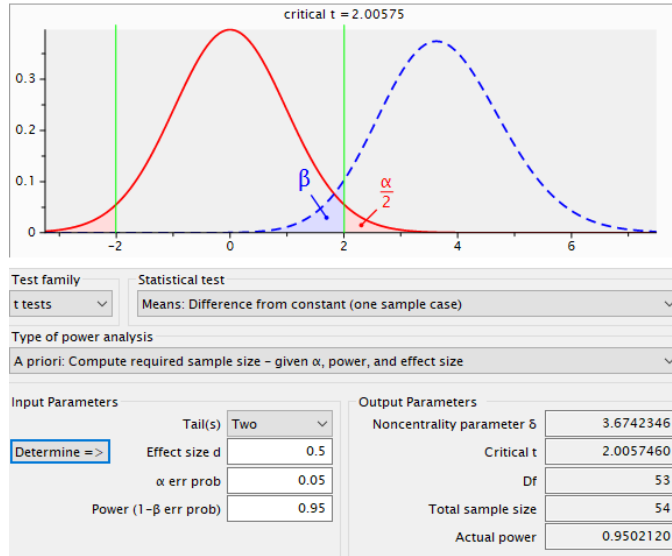 critical t = 2.00575
0.3
0.2
0.1
0
-2
0
2
4
6
β
α
2
Test family
Statistical test
t tests
Means: Difference from constant (one sample case)
Type of power analysis
A priori: Compute required sample size – given α, power, and effect size
Input Parameters
Output Parameters
Tail(s) Two
Noncentrality parameter δ 3.6742346
Determine => Effect size d 0.5
Critical t 2.0057460
α err prob 0.05
Df 53
Power (1-β err prob) 0.95
Total sample size 54
Actual power 0.9502120